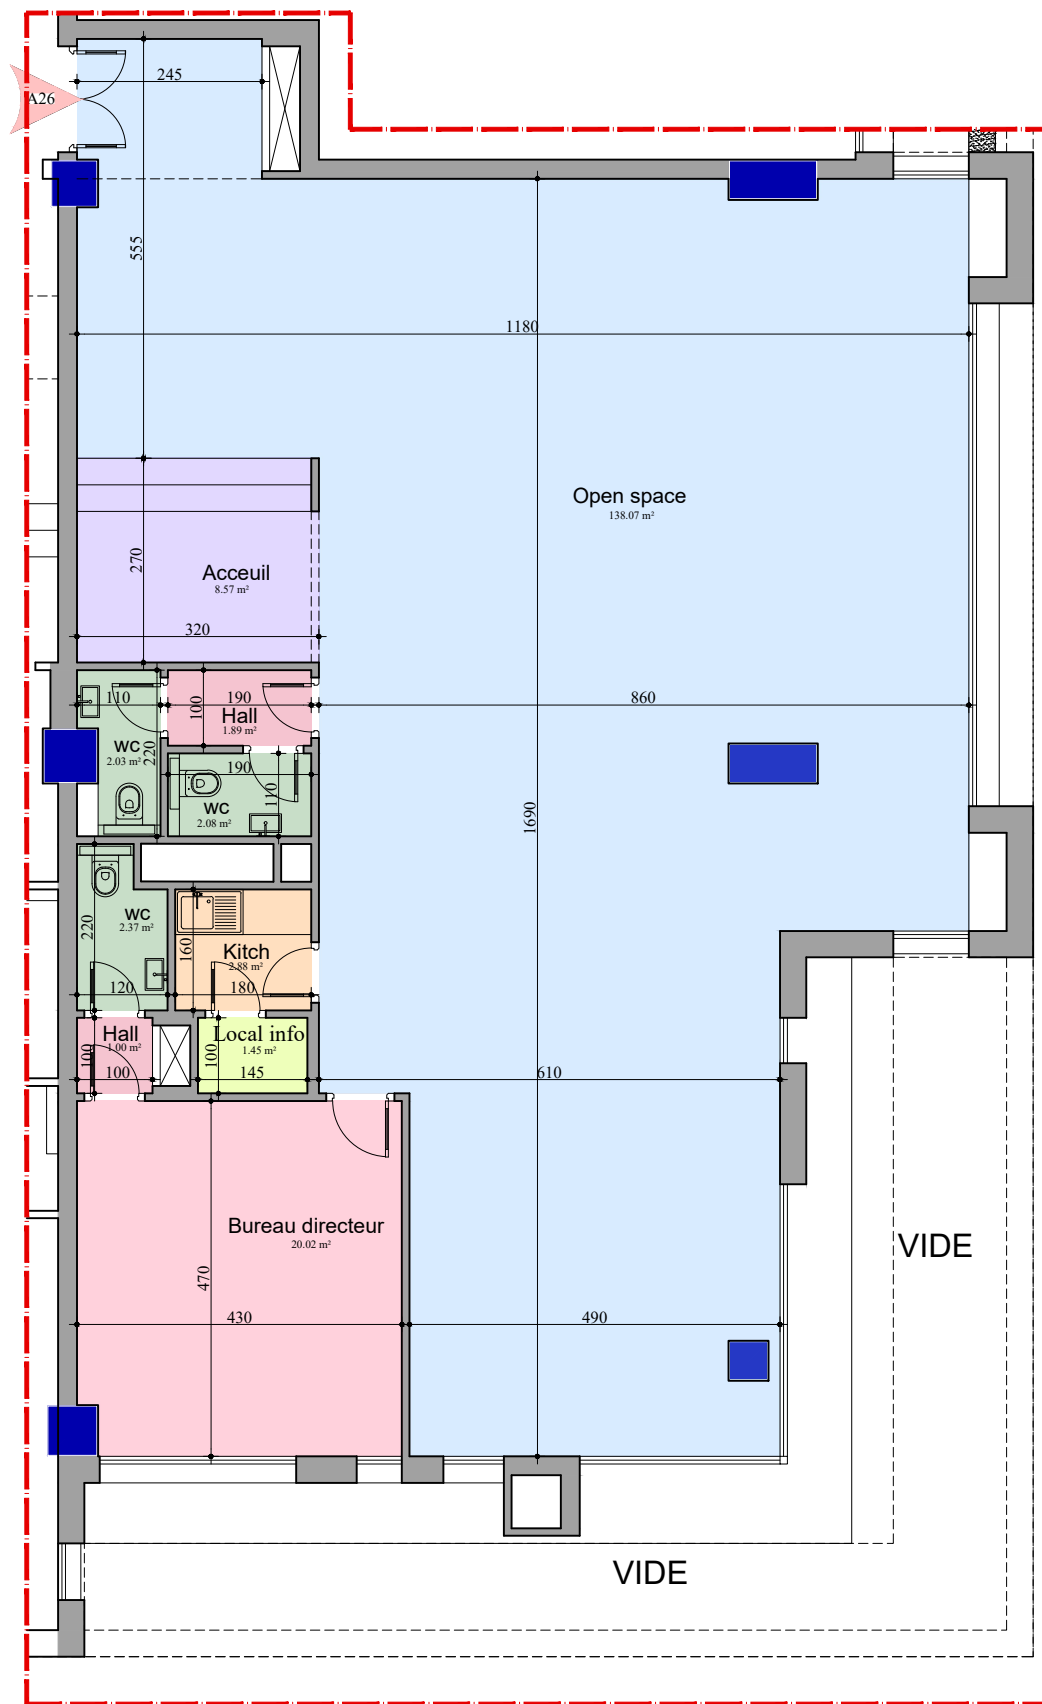 245
A26
555
1180
Open space
138.07 m²
270
Acceuil
8.57 m²
320
110
190
100
Hall
1.89 m²
860
WC
2.03 m²
220
190
110
WC
2.08 m²
1690
WC
2.37 m²
220
160
Kitch
2.88 m²
120
180
Hall
1.00 m²
100
100
Local info
1.45 m²
100
145
610
Bureau directeur
20.02 m²
VIDE
470
430
490
VIDE